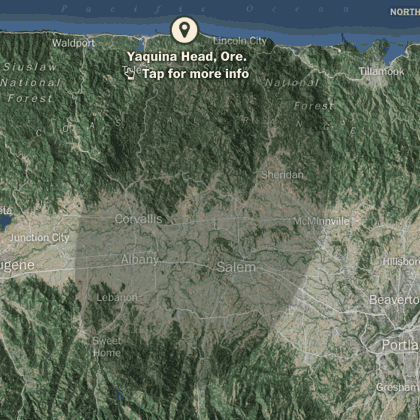 Pacific Ocean
NORTH
Waldport
Lincoln City
Yaquina Head, Ore.
Tap for more info
Tillamook
Siuslaw
National
Forest
National
Forest
Sheridan
Corvallis
McMinnville
Junction City
Hillsbor
ugene
Albany
Salem
Lebanon
Beaverto
Sweet
Home
Portla
Gresham